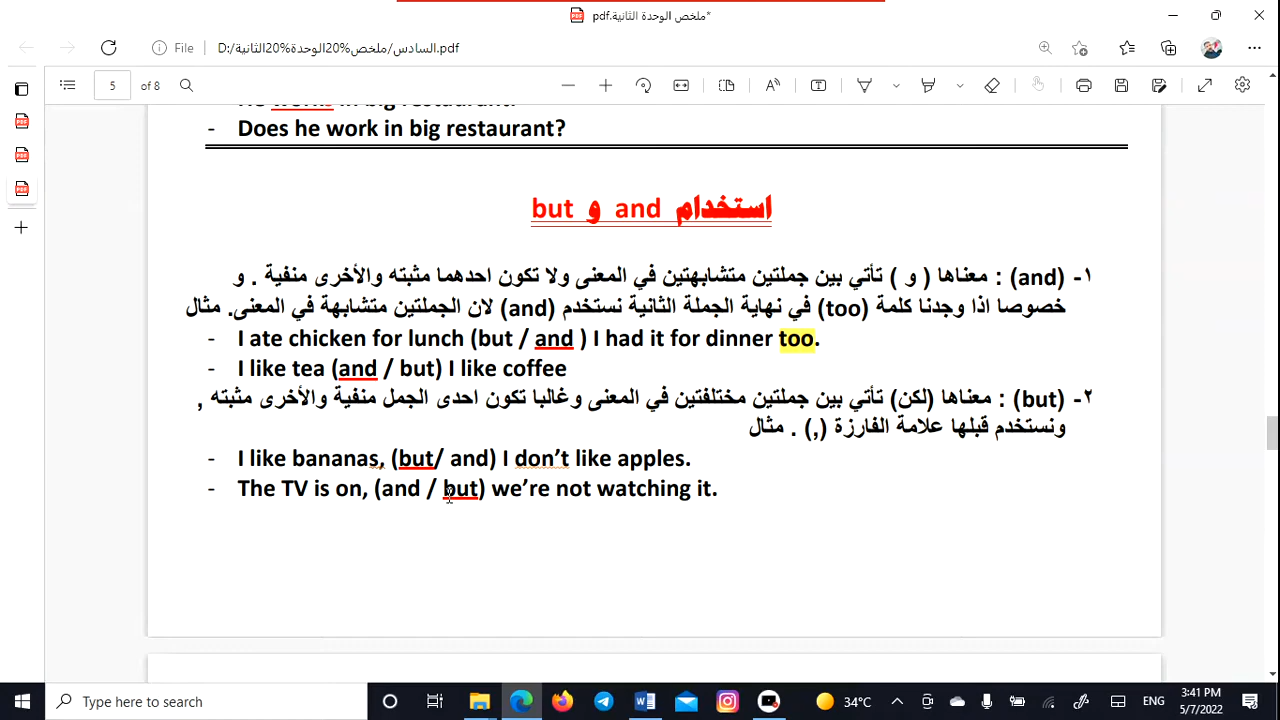 ملخص الوحدة الثانية.pdf*
File
D:/السادس/ملخص%20الوحدة%20الثانية.pdf
5 of 8
He works in big restaurant.
- Does he work in big restaurant?
استخدام and و but
١- (and) : معناها ( و ) تأتي بين جملتين متشابهتين في المعنى ولا تكون احدهما مثبته والأخرى منفية . و
خصوصا اذا وجدنا كلمة (too) في نهاية الجملة الثانية نستخدم (and) لان الجملتين متشابهة في المعنى. مثال
- I ate chicken for lunch (but / and ) I had it for dinner too.
- I like tea (and / but) I like coffee
٢- (but) : معناها (لكن) تأتي بين جملتين مختلفتين في المعنى وغالبا تكون احدى الجمل منفية والأخرى مثبته ,
ونستخدم قبلها علامة الفارزة (,) . مثال
- I like bananas, (but/ and) I don’t like apples.
- The TV is on, (and / but) we’re not watching it.
Type here to search
34°C
ENG
3:41 PM
5/7/2022